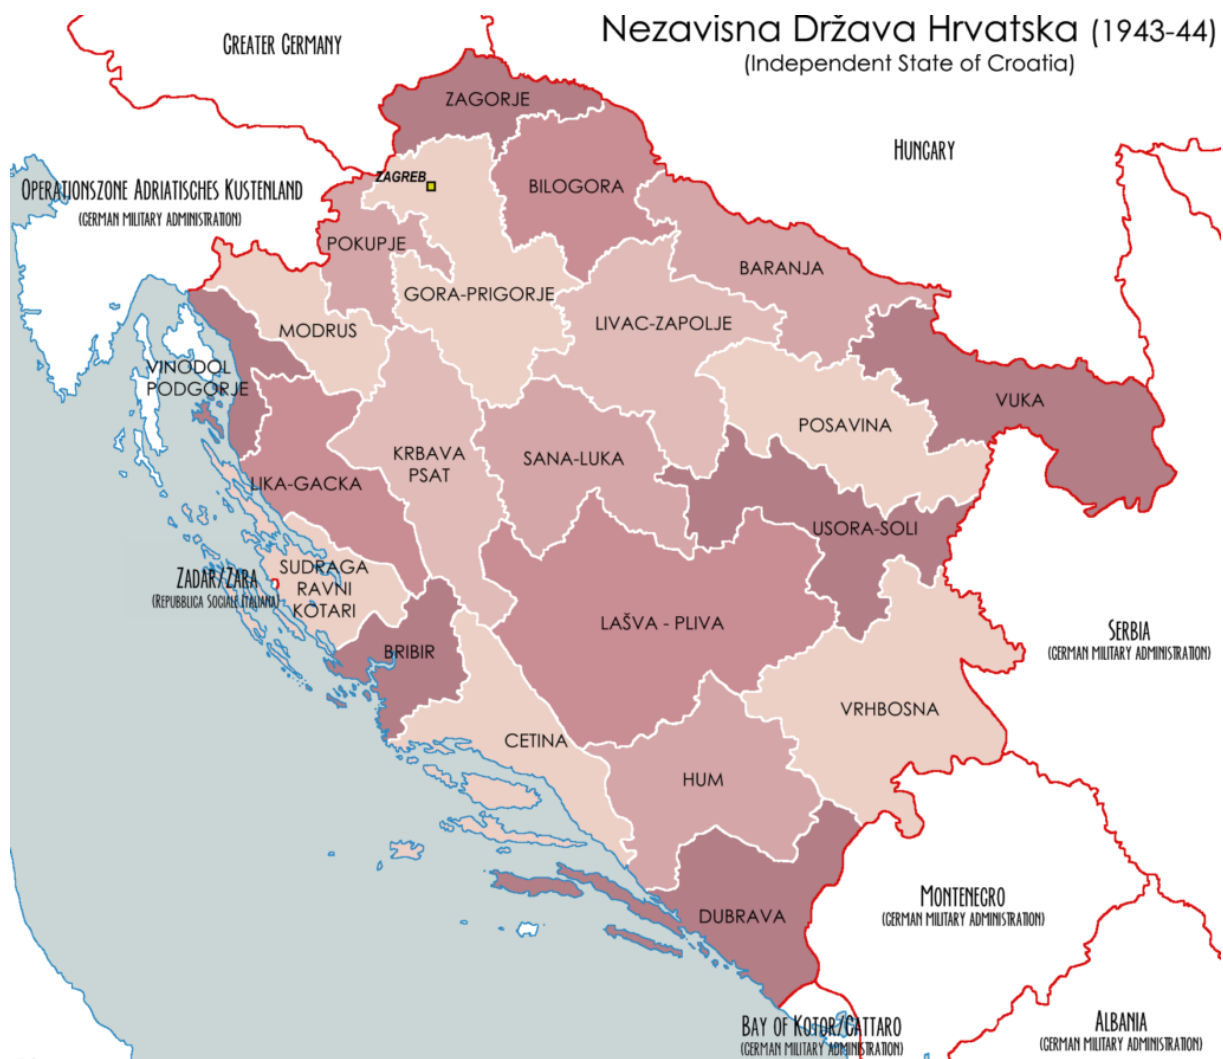 Nezavisna Država Hrvatska (1943-44)
(Independent State of Croatia)
GREATER GERMANY
HUNGARY
OPERATIONSZONE ADRIATISCHES KUSTENLAND
(GERMAN MILITARY ADMINISTRATION)
ZAGORJE
ZAGREB
BILOGORA
POKUPJE
BARANJA
GORA-PRIGORJE
MODRUS
LIVAC-ZAPOLJE
VINODOL
PODGORJE
VUKA
POSAVINA
KRBAVA
PSAT
SANA-LUKA
LIKA-GACKA
USORA-SOLI
SUDRAGA
RAVNI
KOTARI
ZADAR/ZARA
(REPUBBLICA SOCIALE ITALIANA)
LAŠVA - PLIVA
SERBIA
(GERMAN MILITARY ADMINISTRATION)
BRIBIR
VRHBOSNA
CETINA
HUM
DUBRAVA
MONTENEGRO
(GERMAN MILITARY ADMINISTRATION)
BAY OF KOTOR/CATTARO
(GERMAN MILITARY ADMINISTRATION)
ALBANIA
(GERMAN MILITARY ADMINISTRATION)